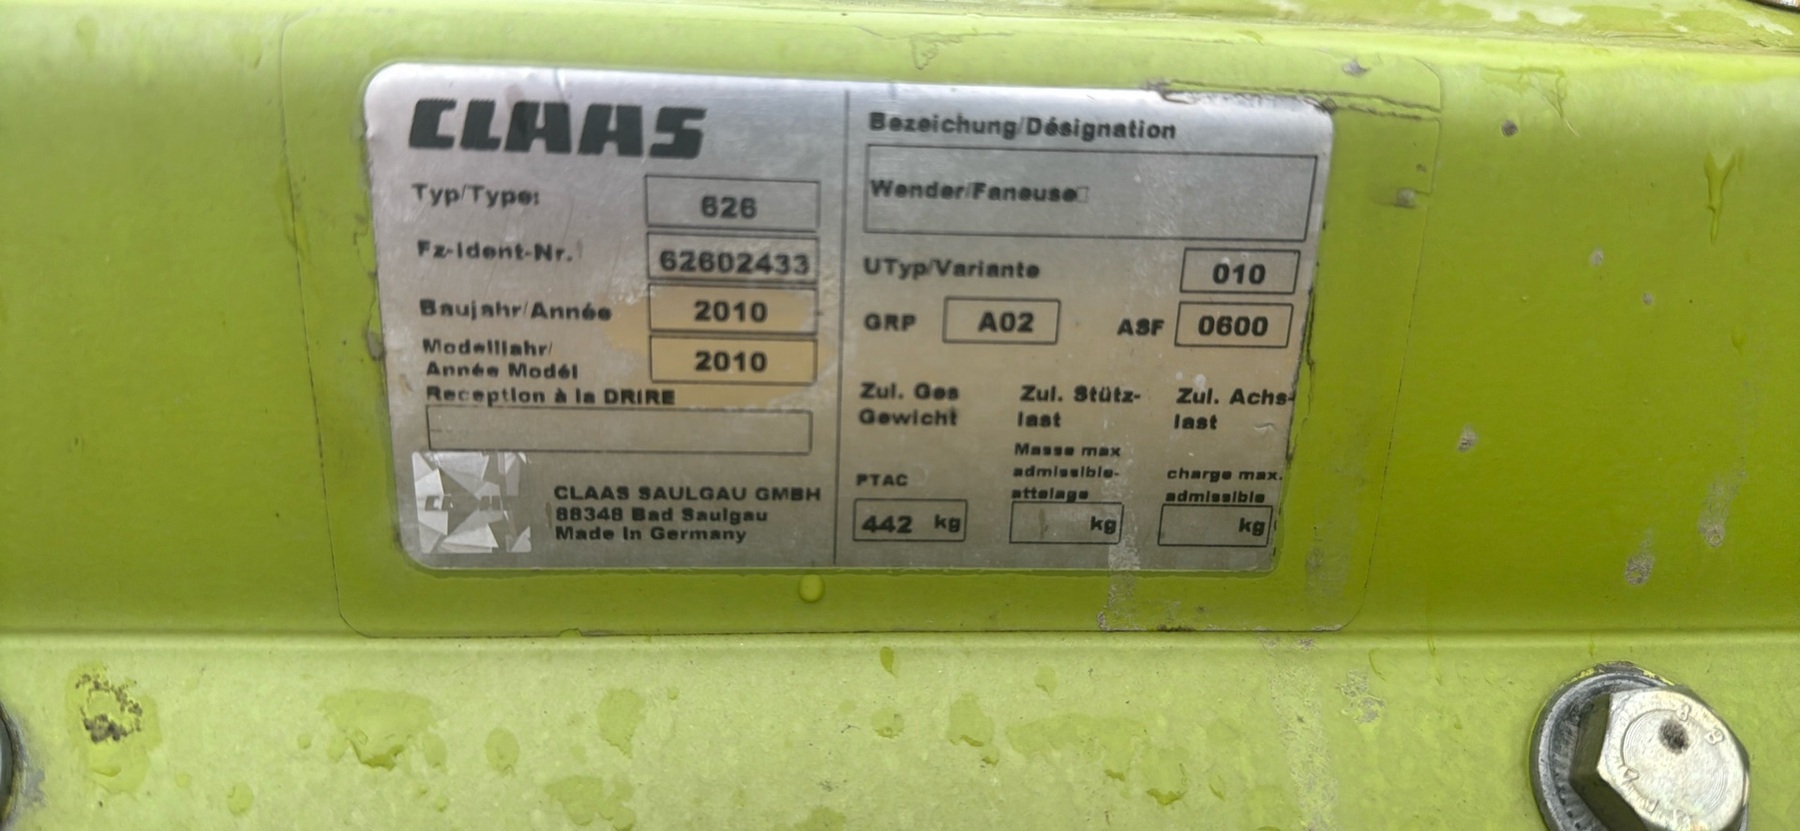 CLAAS
Typ/Type: 626
Fz-Ident-Nr. 62602433
Baujahr/Année 2010
Modelljahr/
Année Modél 2010
Reception à la DRIRE
CLAAS SAULGAU GMBH
88348 Bad Saulgau
Made In Germany
Bezeichung/Désignation
Wender/Faneuse
UTyp/Variante 010
GRP A02 ASF 0600
Zul. Ges Gewicht
PTAC
442 kg
Zul. Stütz-
last
Masse max
admissible-
attelage
kg
Zul. Achs-
last
charge max.
admissible
kg
8.8